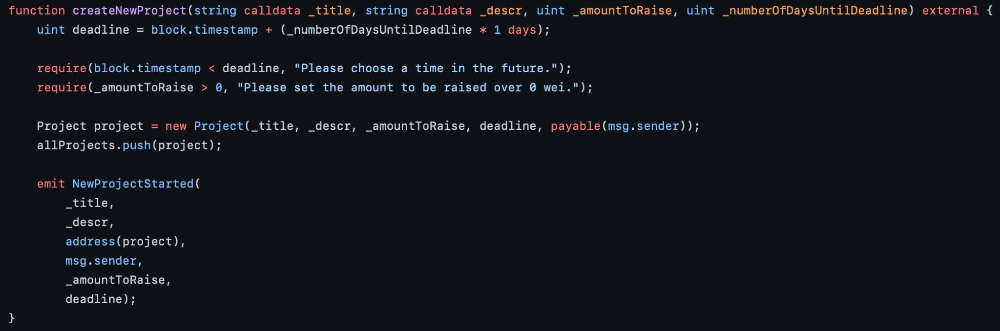 function createNewProject(string calldata _title, string calldata _descr, uint _amountToRaise, uint _numberOfDaysUntilDeadline) external {
    uint deadline = block.timestamp + (_numberOfDaysUntilDeadline * 1 days);

    require(block.timestamp < deadline, "Please choose a time in the future.");
    require(_amountToRaise > 0, "Please set the amount to be raised over 0 wei.");

    Project project = new Project(_title, _descr, _amountToRaise, deadline, payable(msg.sender));
    allProjects.push(project);

    emit NewProjectStarted(
        _title,
        _descr,
        address(project),
        msg.sender,
        _amountToRaise,
        deadline);
}